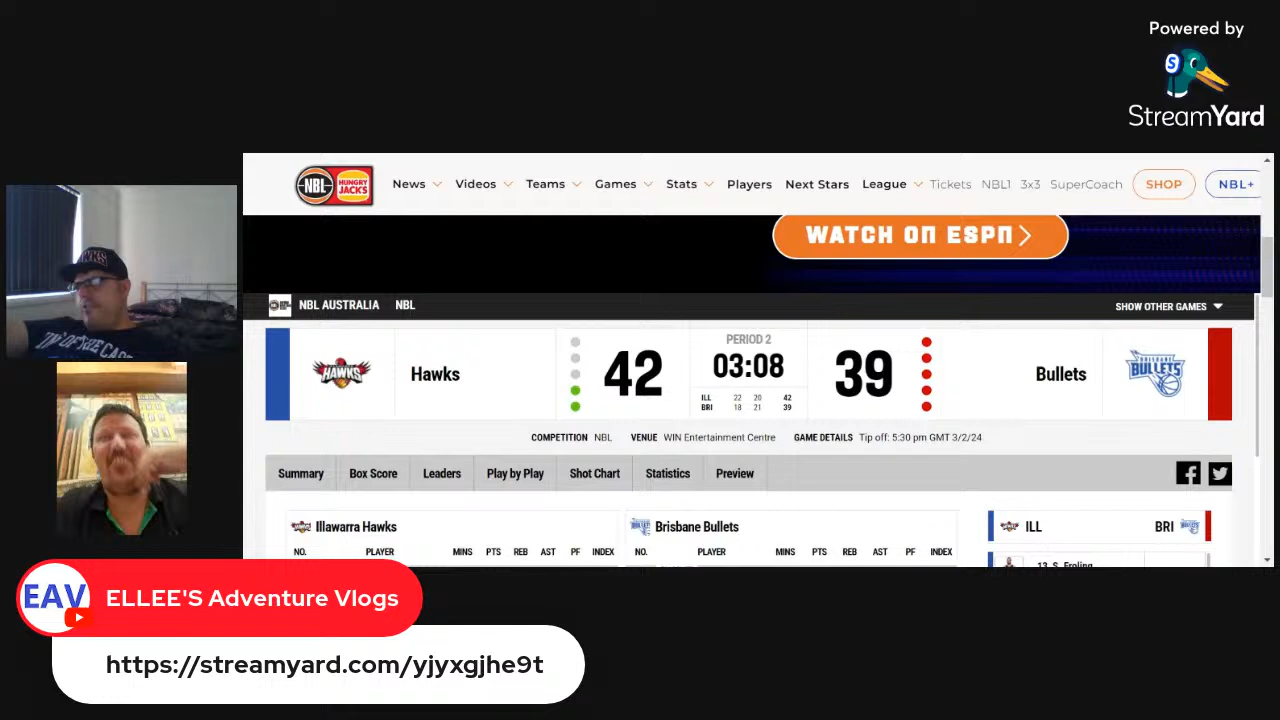 Powered by
StreamYard
NBL HUNGRY JACKS
News Videos Teams Games Stats Players Next Stars League Tickets NBL1 3x3 SuperCoach SHOP NBL+
WATCH ON ESPN
NBL AUSTRALIA NBL SHOW OTHER GAMES
HAWKS Hawks 42 PERIOD 2 39 Bullets BRISBANE BULLETS
03:08
ILL 22 20 42
BRI 18 21 39
COMPETITION NBL VENUE WIN Entertainment Centre GAME DETAILS Tip off: 5:30 pm GMT 3/2/24
Summary Box Score Leaders Play by Play Shot Chart Statistics Preview
Illawarra Hawks Brisbane Bullets ILL BRI
NO. PLAYER MINS PTS REB AST PF INDEX NO. PLAYER MINS PTS REB AST PF INDEX
13. S. Froling
EAV ELLEE'S Adventure Vlogs
https://streamyard.com/yjyxgjhe9t